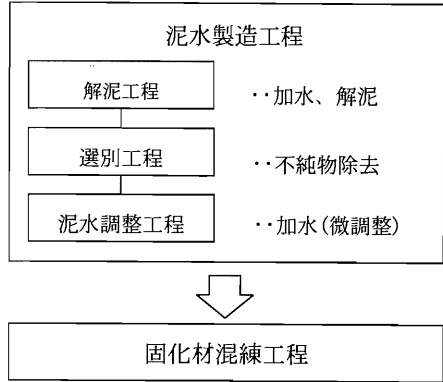 泥水製造工程
解泥工程 ‥加水、解泥
選別工程 ‥不純物除去
泥水調整工程 ‥加水(微調整)
固化材混練工程